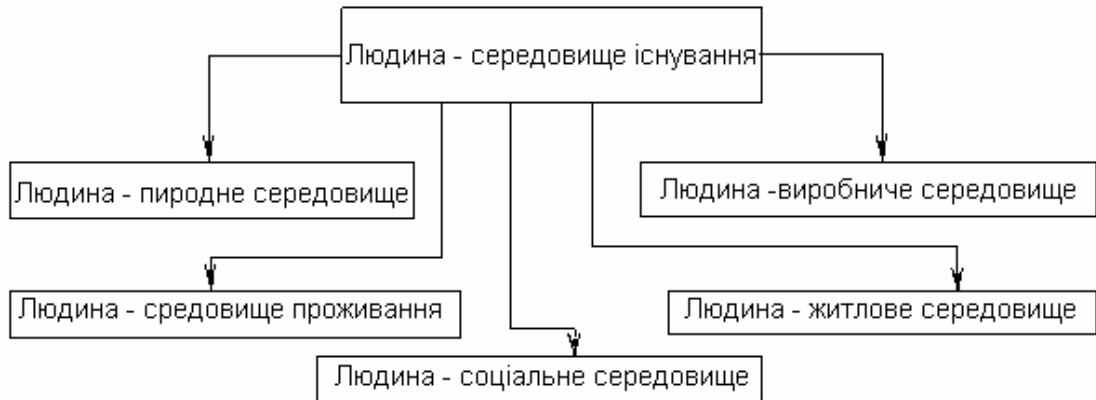 Людина - середовище існування
Людина - пиродне середовище
Людина -виробниче середовище
Людина - средовище проживання
Людина - житлове середовище
Людина - соціальне середовище